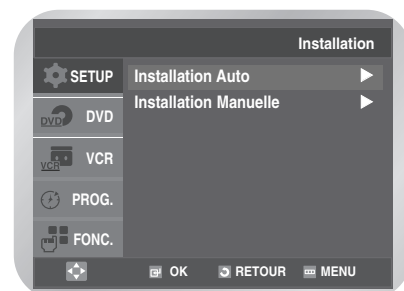 Installation
SETUP
Installation Auto
Installation Manuelle
DVD DVD
VCR VCR
PROG.
FONC.
OK RETOUR MENU